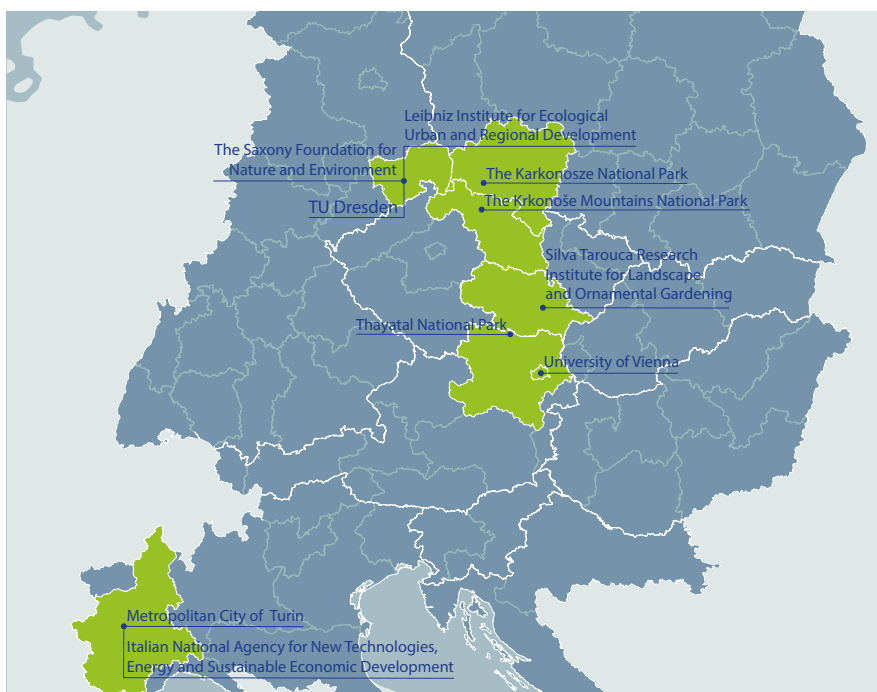 Leibniz Institute for Ecological
Urban and Regional Development
The Saxony Foundation for
Nature and Environment
The Karkonosze National Park
TU Dresden
The Krkonoše Mountains National Park
Silva Tarouca Research
Institute for Landscape
and Ornamental Gardening
Thayatal National Park
University of Vienna
Metropolitan City of Turin
Italian National Agency for New Technologies,
Energy and Sustainable Economic Development